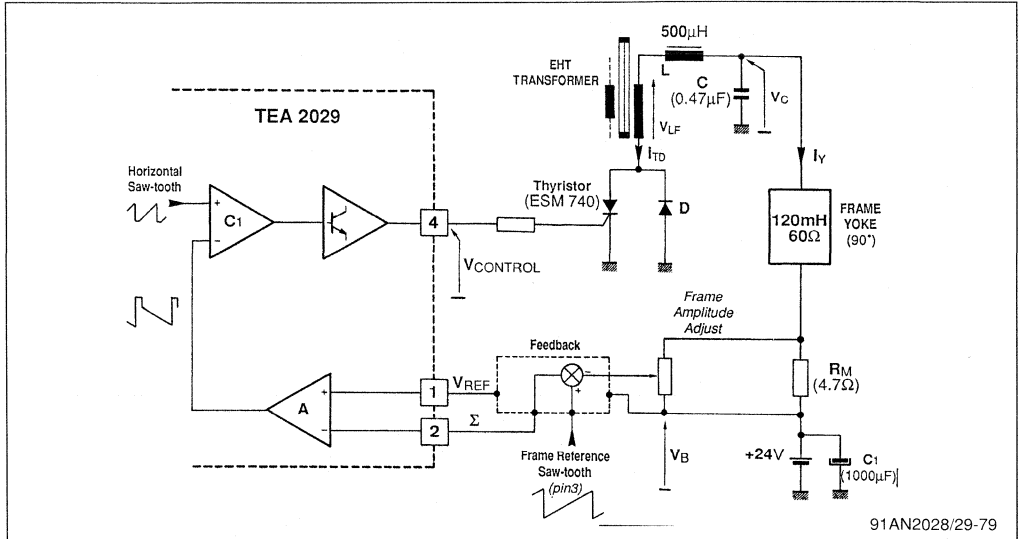 500µH
EHT
TRANSFORMER
L
C
(0.47µF)
VC
TEA 2029
VLF
iTD
IY
Horizontal
Saw-tooth
Thyristor
(ESM 740)
+
C1
−
4
D
120mH
60Ω
FRAME
YOKE
(90°)
VCONTROL
Frame
Amplitude
Adjust
Feedback
RM
(4.7Ω)
−
+
A
+
−
1
VREF
2
Σ
Frame Reference
Saw-tooth
(pin3)
VB
+24V
C1
(1000µF)
91AN2028/29-79